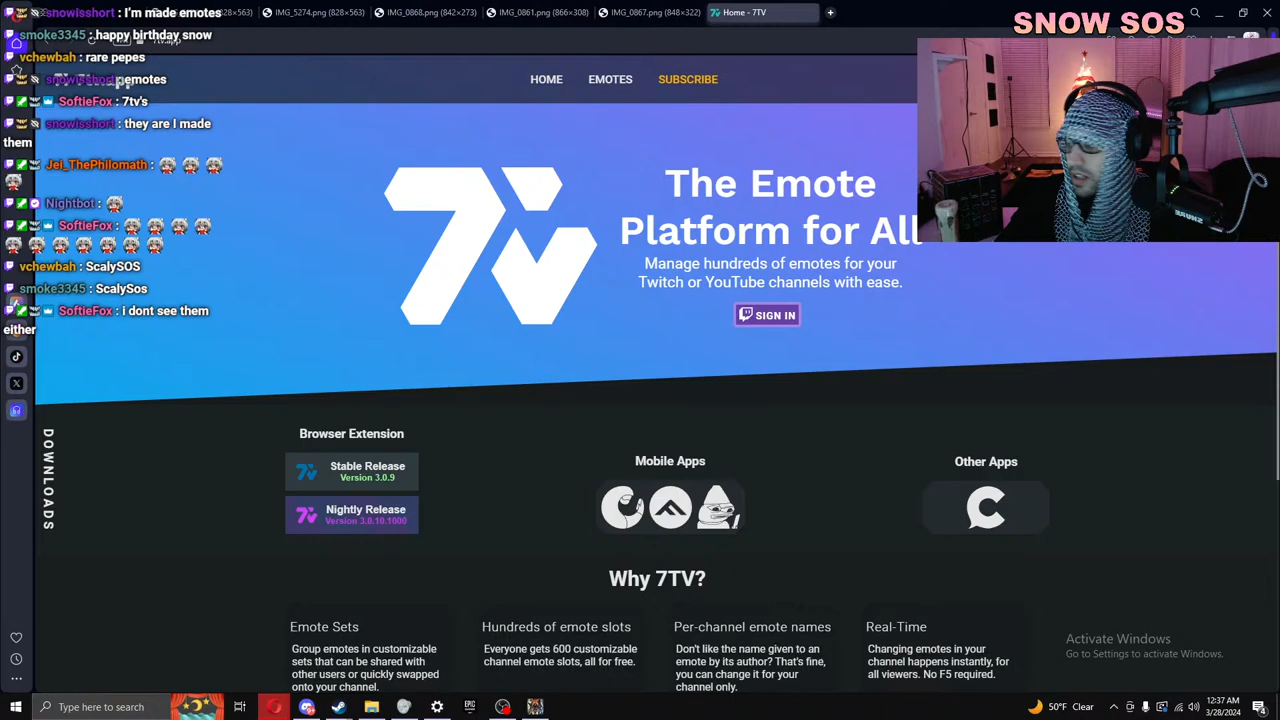 snowisshort : I'm made emotes
IMG_5274.png (828×563)
IMG_0868.png (842×273)
IMG_0861.png (866×308)
IMG_0867.png (848×322)
Home - 7TV
SNOW SOS
smoke3345 : happy birthday snow
vchewbah : rare pepes
snowisshort : emotes
HOME
EMOTES
SUBSCRIBE
SoftieFox : 7tv's
snowisshort : they are I made
them
Jei_ThePhilomath :
Nightbot :
SoftieFox :
vchewbah : ScalySOS
smoke3345 : ScalySos
SoftieFox : i dont see them
either
The Emote
Platform for All
Manage hundreds of emotes for your
Twitch or YouTube channels with ease.
SIGN IN
DOWNLOADS
Browser Extension
Stable Release
Version 3.0.9
Nightly Release
Version 3.0.10.1000
Mobile Apps
Other Apps
Why 7TV?
Emote Sets
Group emotes in customizable
sets that can be shared with
other users or quickly swapped
onto your channel.
Hundreds of emote slots
Everyone gets 600 customizable
channel emote slots, all for free.
Per-channel emote names
Don't like the name given to an
emote by its author? That's fine,
you can change it for your
channel only.
Real-Time
Changing emotes in your
channel happens instantly, for
all viewers. No F5 required.
Activate Windows
Go to Settings to activate Windows.
Type here to search
50°F Clear
12:37 AM
3/28/2024